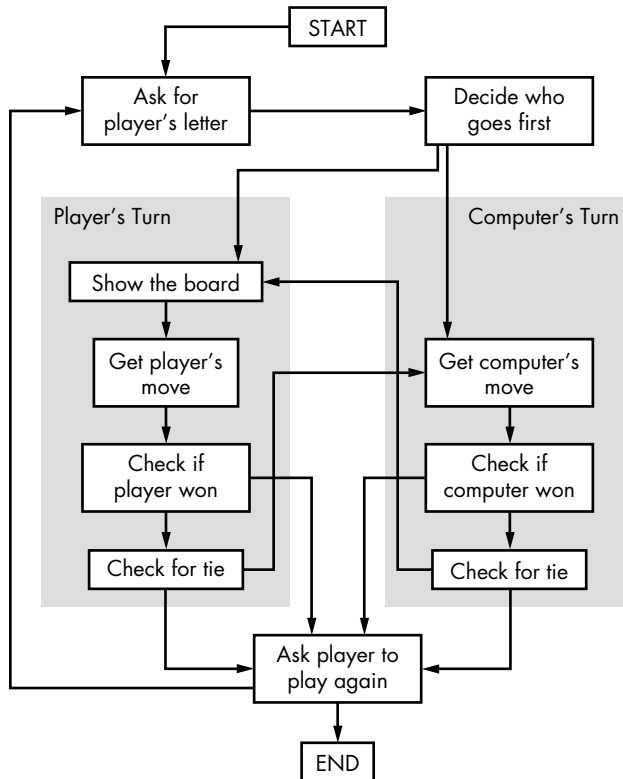 START
Ask for
player's letter
Decide who
goes first
Player's Turn
Computer's Turn
Show the board
Get player's
move
Get computer's
move
Check if
player won
Check if
computer won
Check for tie
Check for tie
Ask player to
play again
END